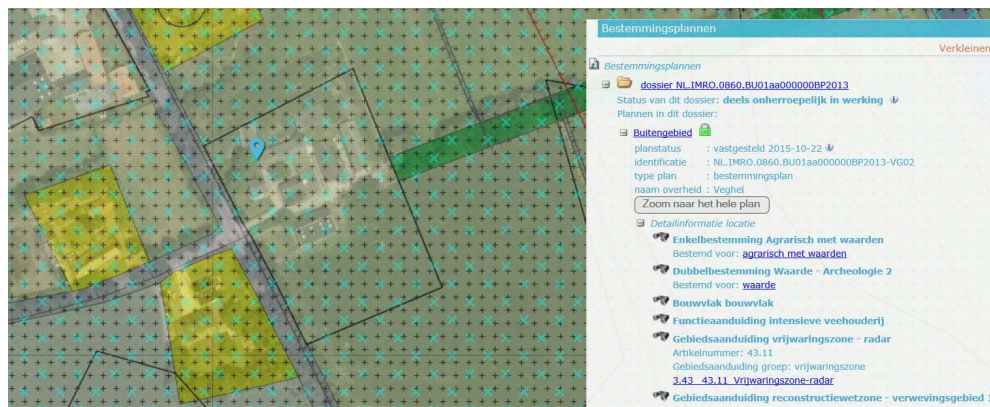 Bestemmingsplannen
Verkleinen
Bestemmingsplannen
dossier NL.IMRO.0860.BU01aa000000BP2013
Status van dit dossier: deels onherroepelijk in werking
Plannen in dit dossier:
Buitengebied
planstatus : vastgesteld 2015-10-22
identificatie : NL.IMRO.0860.BU01aa000000BP2013-VG02
type plan : bestemmingsplan
naam overheid : Veghel
Zoom naar het hele plan
Detailinformatie locatie
Enkelbestemming Agrarisch met waarden
Bestemd voor: agrarisch met waarden
Dubbelbestemming Waarde - Archeologie 2
Bestemd voor: waarde
Bouwvlak bouwvlak
Functieaanduiding intensieve veehouderij
Gebiedsaanduiding vrijwaringszone - radar
Artikelnummer: 43.11
Gebiedsaanduiding groep: vrijwaringszone
3.43 43.11 Vrijwaringszone-radar
Gebiedsaanduiding reconstructiewetzone - verwevingsgebied